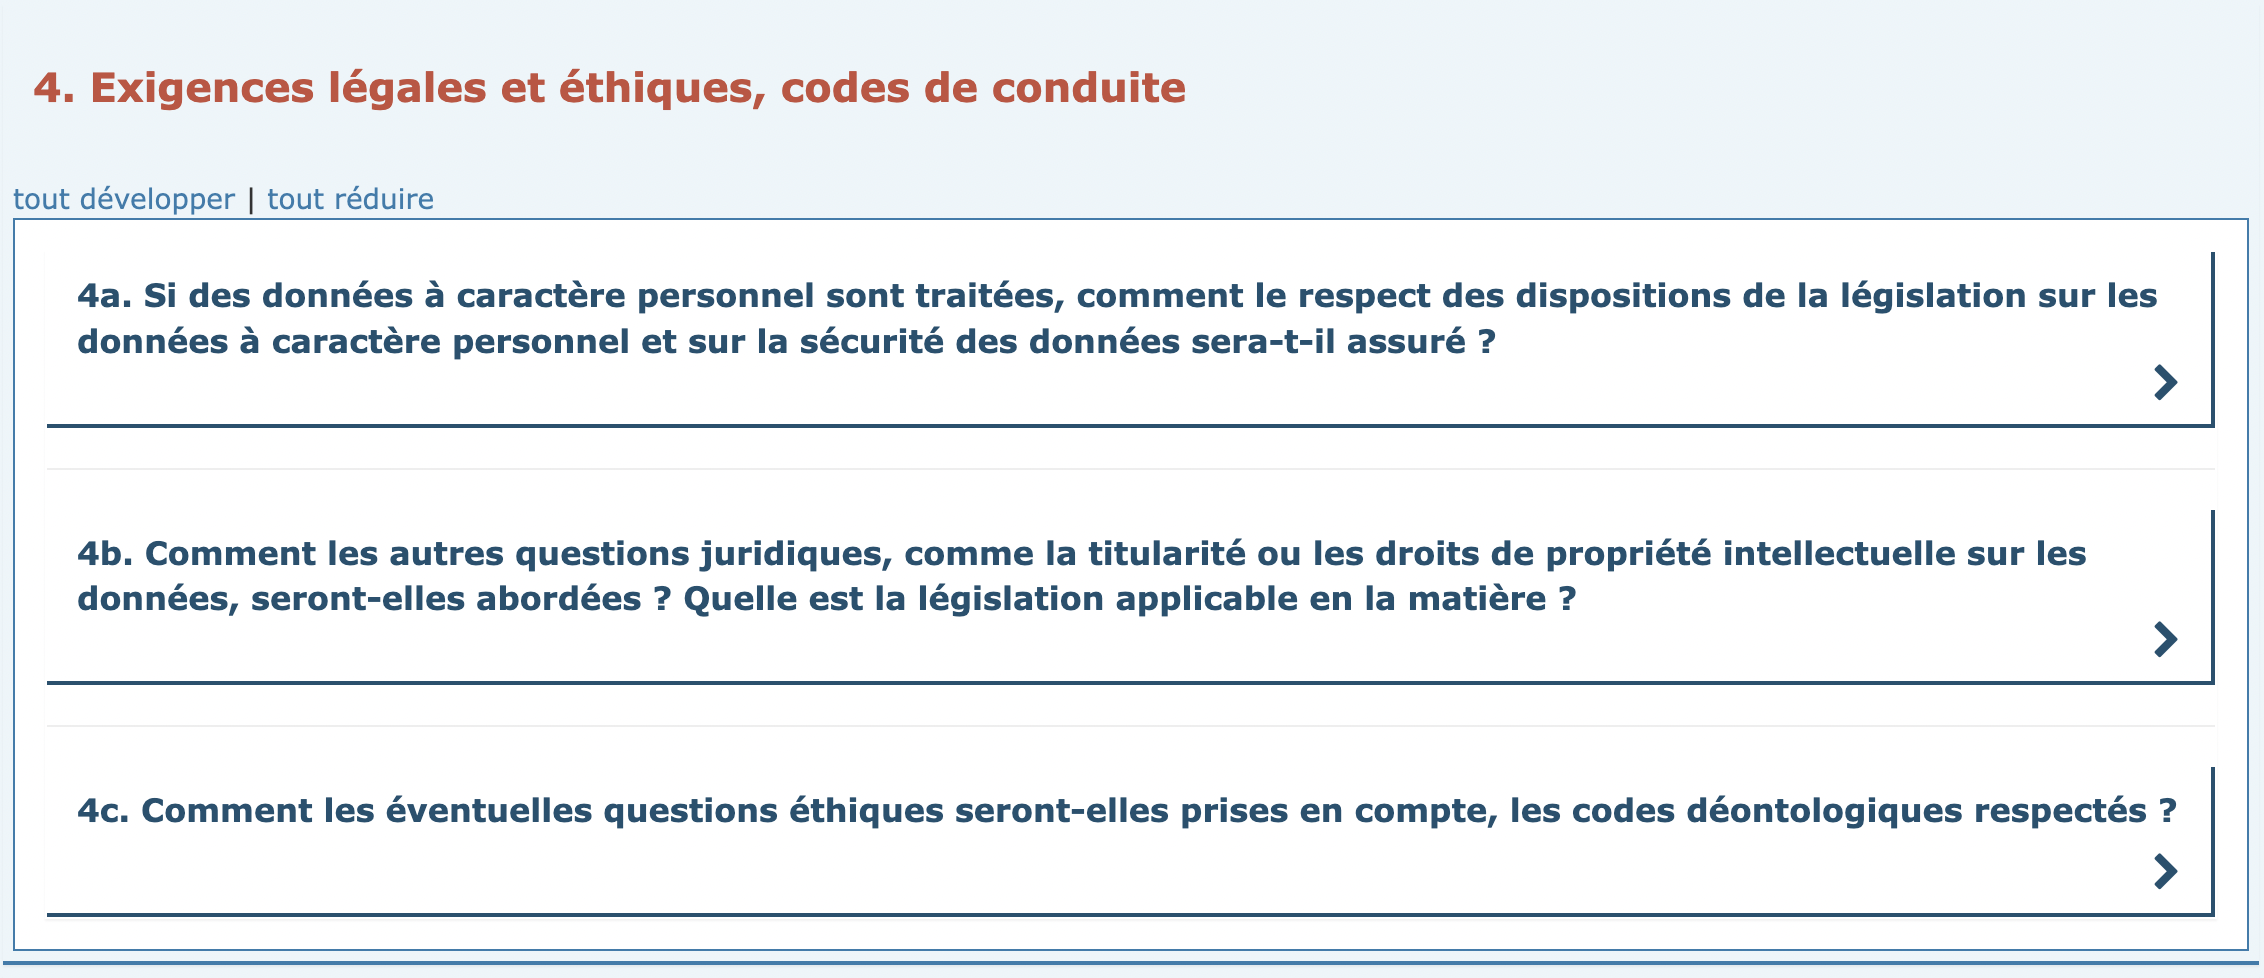 4. Exigences légales et éthiques, codes de conduite
tout développer | tout réduire
4a. Si des données à caractère personnel sont traitées, comment le respect des dispositions de la législation sur les
données à caractère personnel et sur la sécurité des données sera-t-il assuré ?
4b. Comment les autres questions juridiques, comme la titularité ou les droits de propriété intellectuelle sur les
données, seront-elles abordées ? Quelle est la législation applicable en la matière ?
4c. Comment les éventuelles questions éthiques seront-elles prises en compte, les codes déontologiques respectés ?